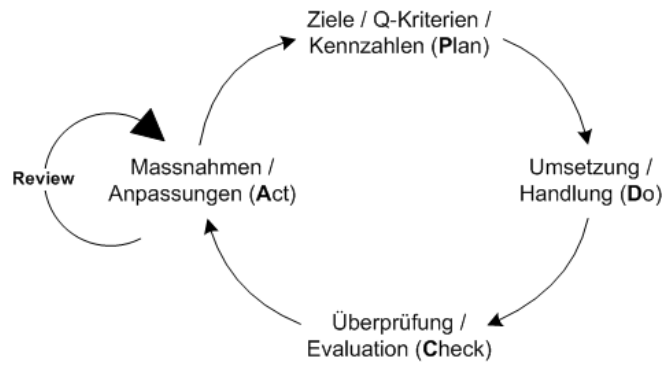 Ziele / Q-Kriterien /
Kennzahlen (Plan)
Review
Massnahmen /
Anpassungen (Act)
Umsetzung /
Handlung (Do)
Überprüfung /
Evaluation (Check)